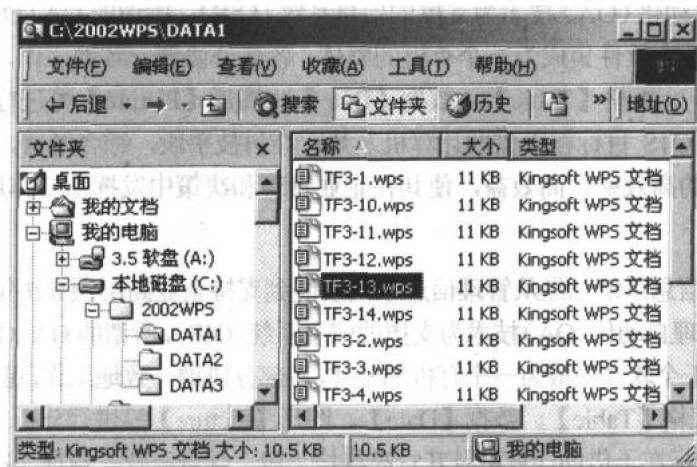 C:\2002WPS\DATA1
文件(F) 编辑(E) 查看(V) 收藏(A) 工具(T) 帮助(H)
后退 搜索 文件夹 历史 » 地址(D)
文件夹 × 名称 大小 类型
桌面
我的文档
我的电脑
3.5 软盘 (A:)
本地磁盘 (C:)
2002WPS
DATA1
DATA2
DATA3
TF3-1.wps 11 KB Kingsoft WPS 文档
TF3-10.wps 11 KB Kingsoft WPS 文档
TF3-11.wps 11 KB Kingsoft WPS 文档
TF3-12.wps 11 KB Kingsoft WPS 文档
TF3-13.wps 11 KB Kingsoft WPS 文档
TF3-14.wps 11 KB Kingsoft WPS 文档
TF3-2.wps 11 KB Kingsoft WPS 文档
TF3-3.wps 11 KB Kingsoft WPS 文档
TF3-4.wps 11 KB Kingsoft WPS 文档
类型: Kingsoft WPS 文档 大小: 10.5 KB 10.5 KB 我的电脑